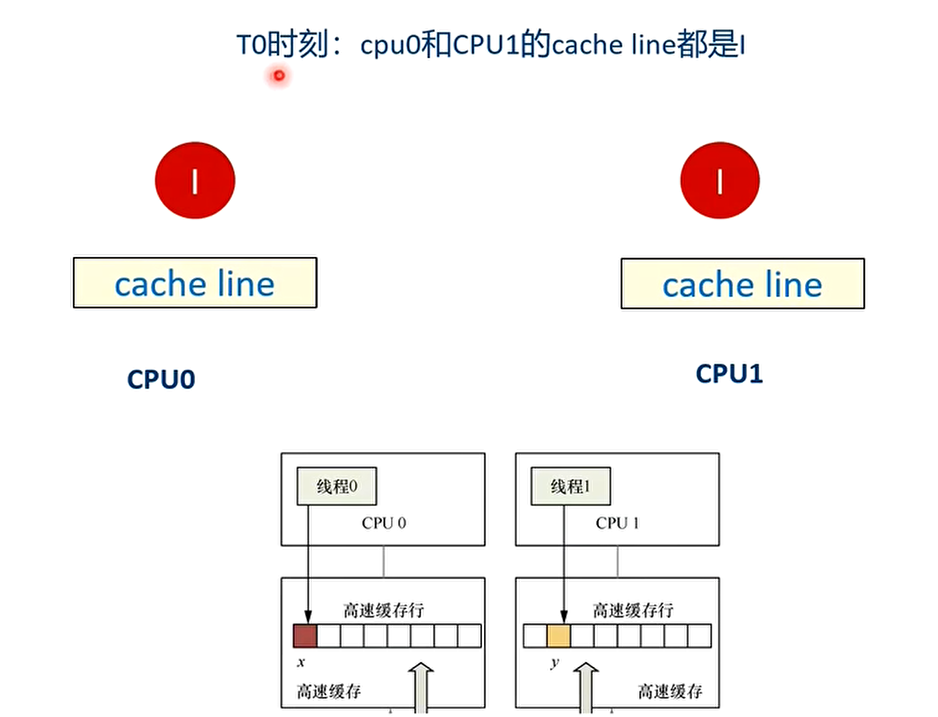 T0时刻：cpu0和CPU1的cache line都是I
I
I
cache line
cache line
CPU0
CPU1
线程0
线程1
CPU 0
CPU 1
高速缓存行
高速缓存行
x
y
高速缓存
高速缓存